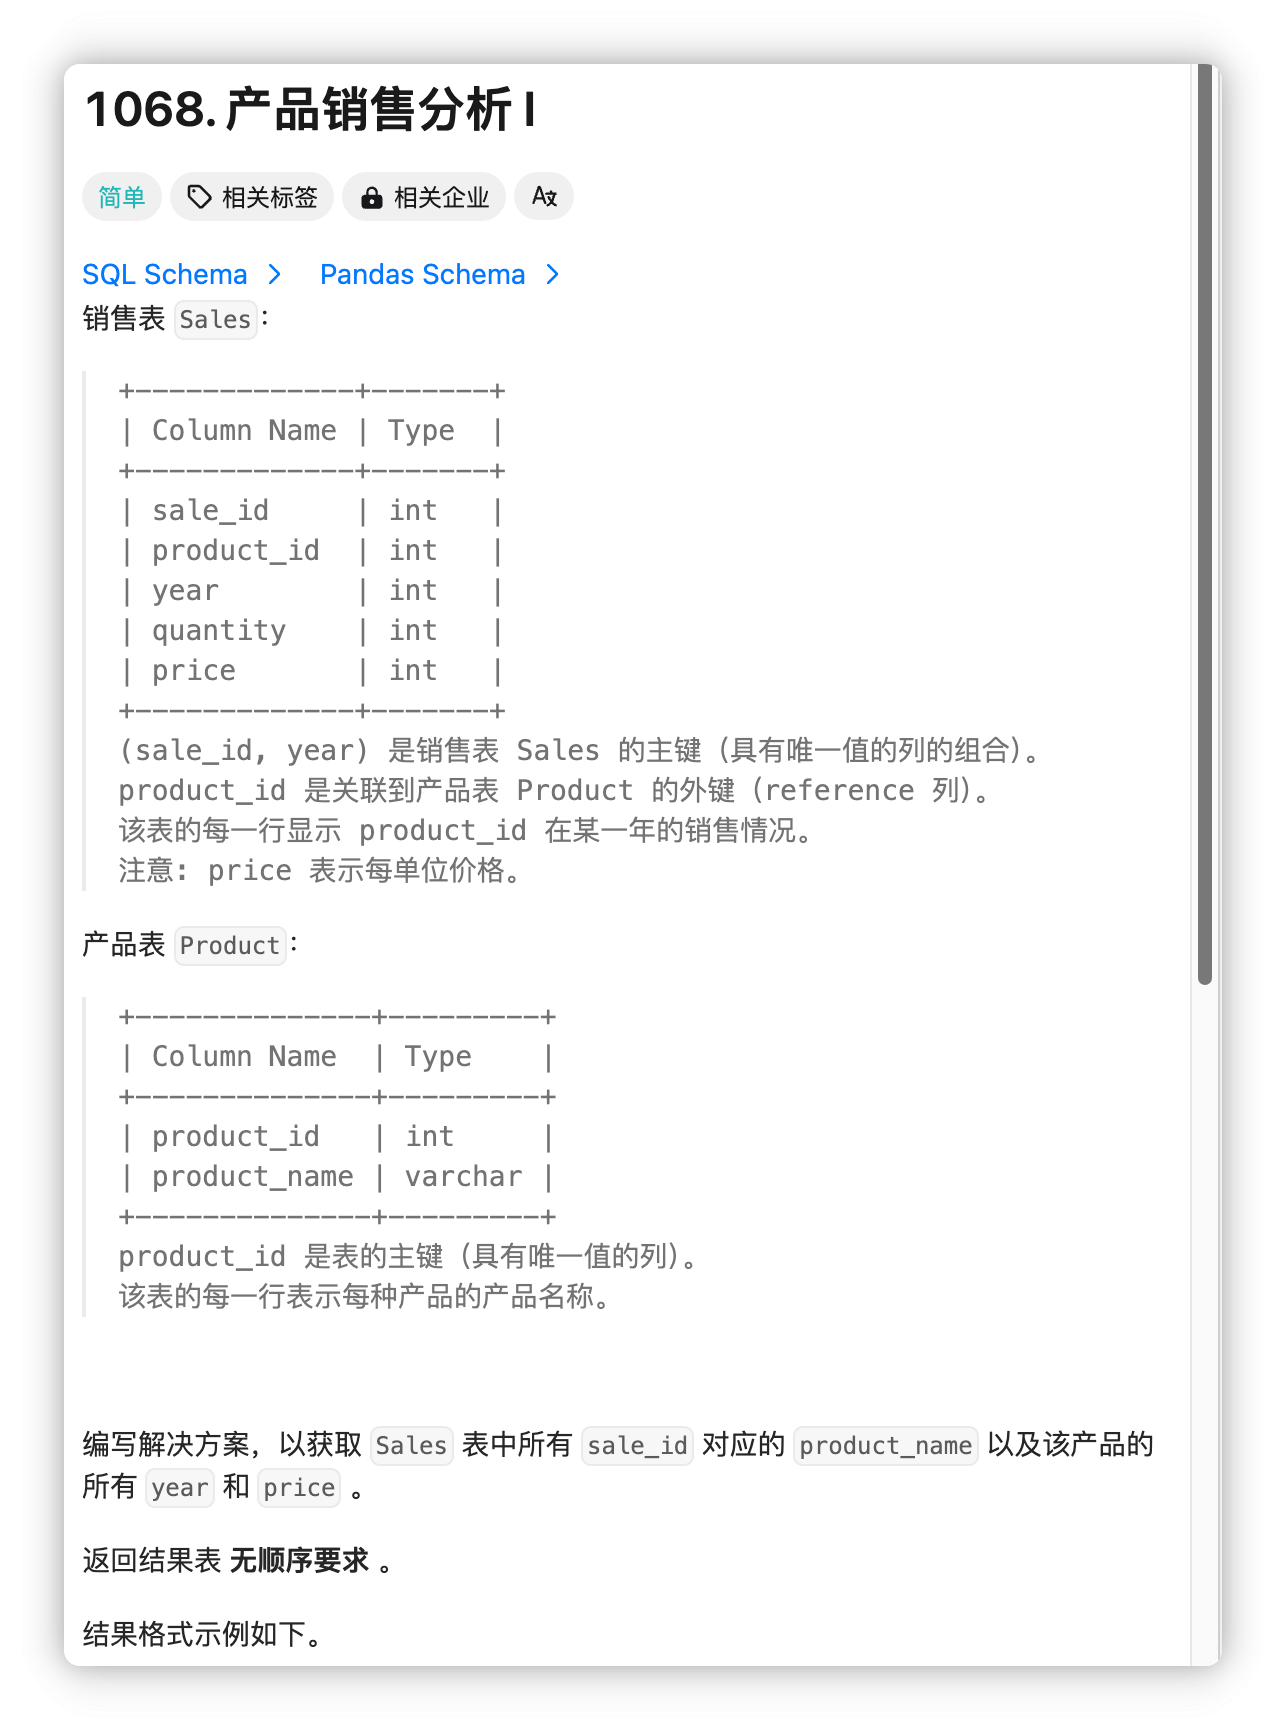 1068. 产品销售分析 I
简单 相关标签 相关企业 A文
SQL Schema > Pandas Schema >
销售表 Sales：
+-------------+-------+
| Column Name | Type  |
+-------------+-------+
| sale_id     | int   |
| product_id  | int   |
| year        | int   |
| quantity    | int   |
| price       | int   |
+-------------+-------+
(sale_id, year) 是销售表 Sales 的主键（具有唯一值的列的组合）。
product_id 是关联到产品表 Product 的外键（reference 列）。
该表的每一行显示 product_id 在某一年的销售情况。
注意: price 表示每单位价格。
产品表 Product：
+--------------+---------+
| Column Name  | Type    |
+--------------+---------+
| product_id   | int     |
| product_name | varchar |
+--------------+---------+
product_id 是表的主键（具有唯一值的列）。
该表的每一行表示每种产品的产品名称。
编写解决方案，以获取 Sales 表中所有 sale_id 对应的 product_name 以及该产品的
所有 year 和 price 。
返回结果表 无顺序要求 。
结果格式示例如下。